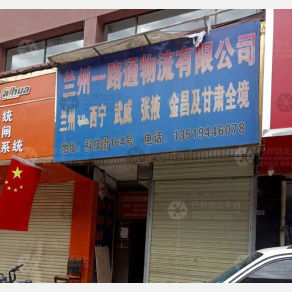 兰州一路通物流有限公司
兰州 西宁 武威 张掖 金昌及甘肃全境
地址: 科技街164号 电话: 13519446078
alhua
统
闸
系统